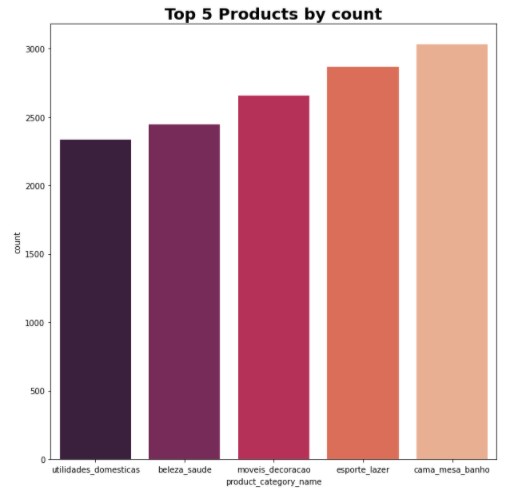 Top 5 Products by count
3000
2500
2000
1500
1000
500
0
count
utilidades_domesticas beleza_saude moveis_decoracao esporte_lazer cama_mesa_banho
product_category_name